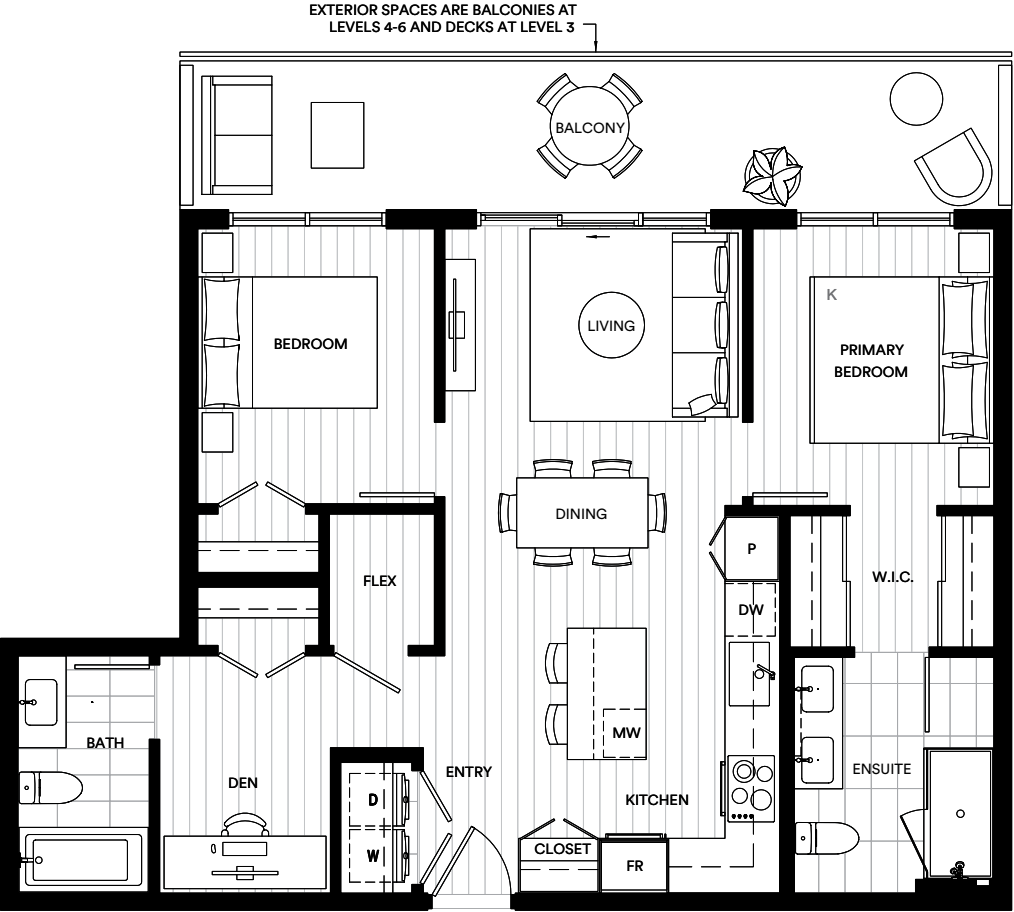 EXTERIOR SPACES ARE BALCONIES AT
LEVELS 4-6 AND DECKS AT LEVEL 3
BALCONY
K
LIVING
BEDROOM
PRIMARY
BEDROOM
DINING
P
FLEX
W.I.C.
DW
MW
BATH
ENTRY
ENSUITE
DEN
D
KITCHEN
CLOSET
W
FR